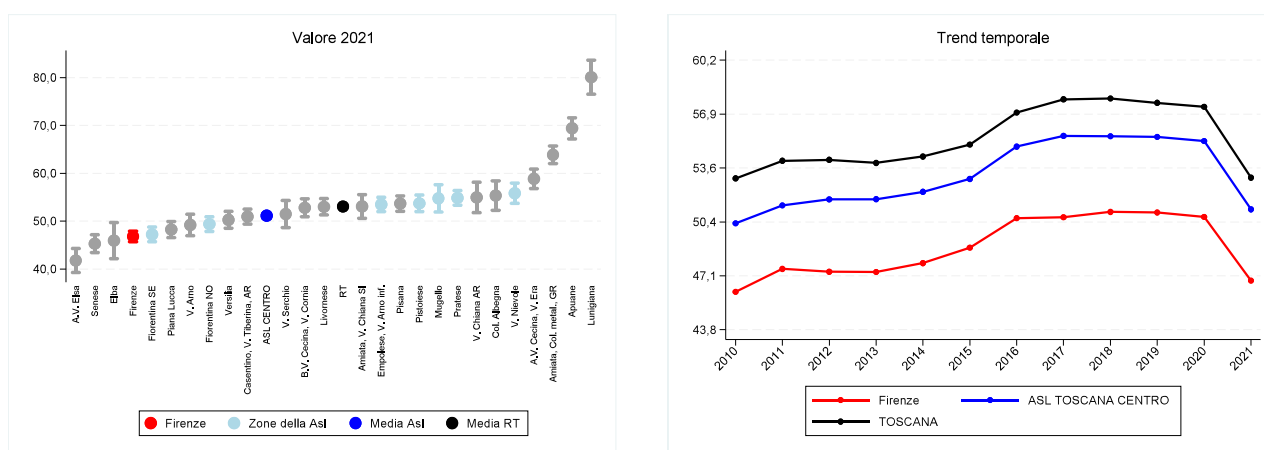 Valore 2021
80,0
70,0
60,0
50,0
40,0
A.V. Elsa
Senese
Elba
Firenze
Fiorentina SE
Piana Lucca
V. Arno
Fiorentina NO
Versilia
Casentino, V. Tiberina, AR
ASL CENTRO
V. Serchio
B.V. Cecina, V. Cornia
Livornese
RT
Amiata, V. Chiana SI
Empolese, V. Arno inf.
Pisana
Pistoiese
Mugello
Pratese
V. Chiana AR
Col. Albegna
V. Nievole
A.V. Cecina, V. Era
Amiata, Col. metal., GR
Apuane
Lunigiana
Firenze
Zone della Asl
Media Asl
Media RT
Trend temporale
60,2
56,9
53,6
50,4
47,1
43,8
2010
2011
2012
2013
2014
2015
2016
2017
2018
2019
2020
2021
Firenze
ASL TOSCANA CENTRO
TOSCANA